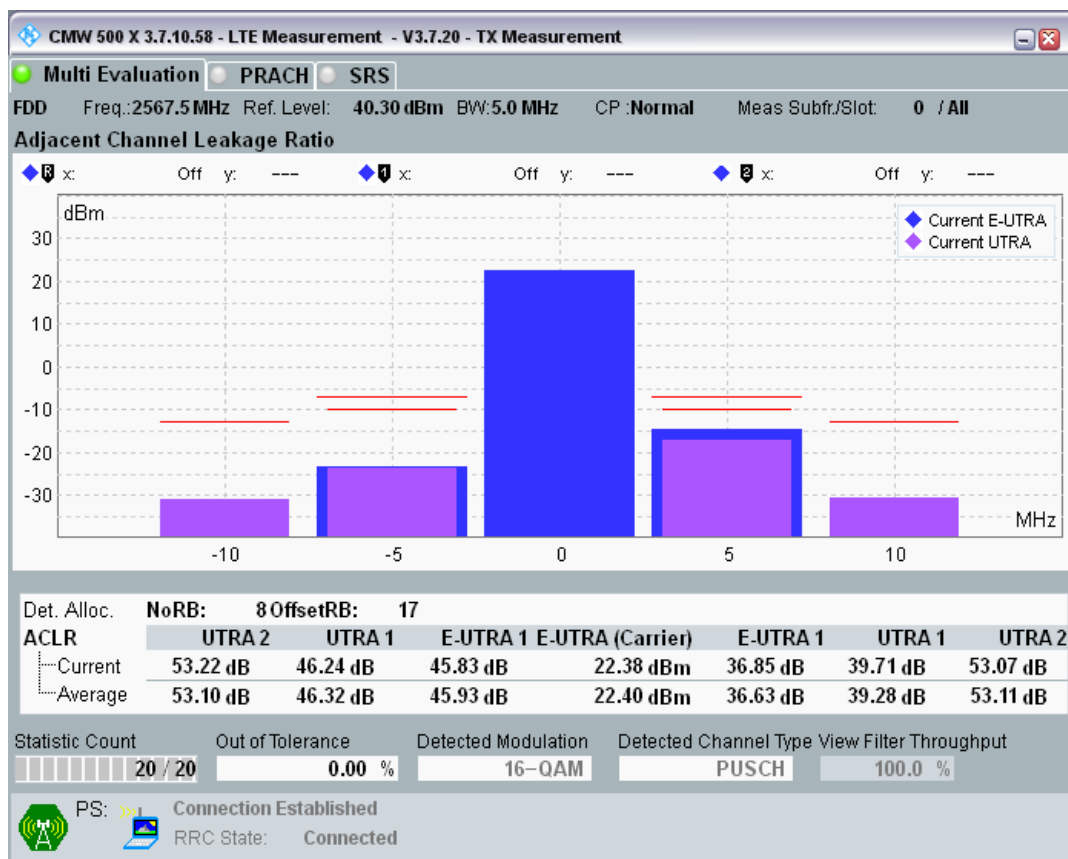 CMW 500 X 3.7.10.58 - LTE Measurement - V3.7.20 - TX Measurement
Multi Evaluation PRACH SRS
FDD Freq.:2567.5 MHz Ref. Level: 40.30 dBm BW:5.0 MHz CP :Normal Meas Subfr./Slot: 0 / All
Adjacent Channel Leakage Ratio
R x: Off y: --- 1 x: Off y: --- 2 x: Off y: ---
dBm
Current E-UTRA
Current UTRA
30
20
10
0
-10
-20
-30
MHz
-10 -5 0 5 10
Det. Alloc. NoRB: 8 OffsetRB: 17
ACLR UTRA 2 UTRA 1 E-UTRA 1 E-UTRA (Carrier) E-UTRA 1 UTRA 1 UTRA 2
Current 53.22 dB 46.24 dB 45.83 dB 22.38 dBm 36.85 dB 39.71 dB 53.07 dB
Average 53.10 dB 46.32 dB 45.93 dB 22.40 dBm 36.63 dB 39.28 dB 53.11 dB
Statistic Count Out of Tolerance Detected Modulation Detected Channel Type View Filter Throughput
20 / 20 0.00 % 16-QAM PUSCH 100.0 %
PS: Connection Established
RRC State: Connected